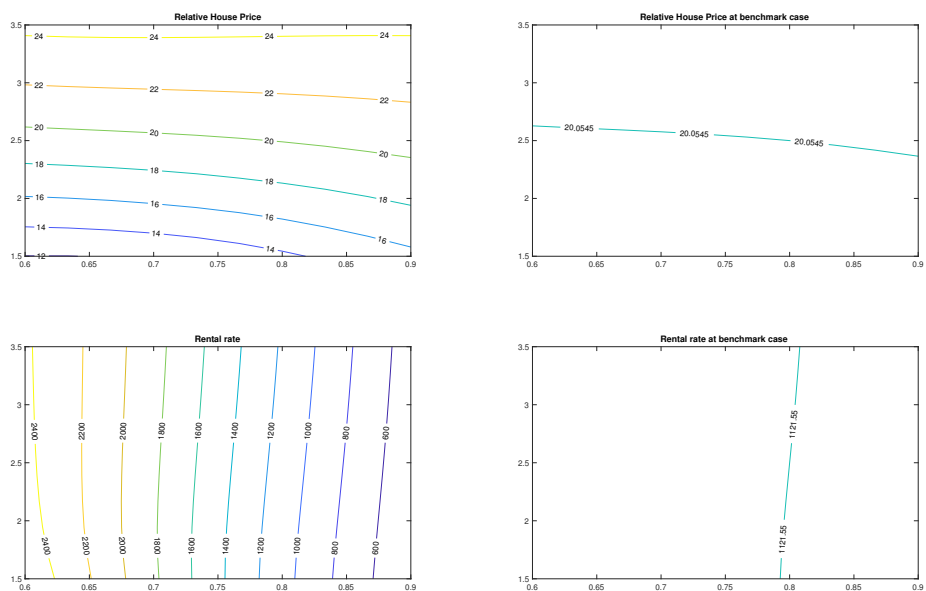 Relative House Price
3.5
3
2.5
2
1.5
24 24 24 24
22 22 22 22
20 20 20 20
18 18 18 18
16 16 16 16
14 14 14
12
0.6 0.65 0.7 0.75 0.8 0.85 0.9
Relative House Price at benchmark case
3.5
3
2.5
2
1.5
20.0545 20.0545 20.0545
0.6 0.65 0.7 0.75 0.8 0.85 0.9
Rental rate
3.5
3
2.5
2
1.5
2400 2200 2000 1800 1600 1400 1200 1000 800 600
2400 2200 2000 1800 1600 1400 1200 1000 800 600
0.6 0.65 0.7 0.75 0.8 0.85 0.9
Rental rate at benchmark case
3.5
3
2.5
2
1.5
1121.55
1121.55
0.6 0.65 0.7 0.75 0.8 0.85 0.9